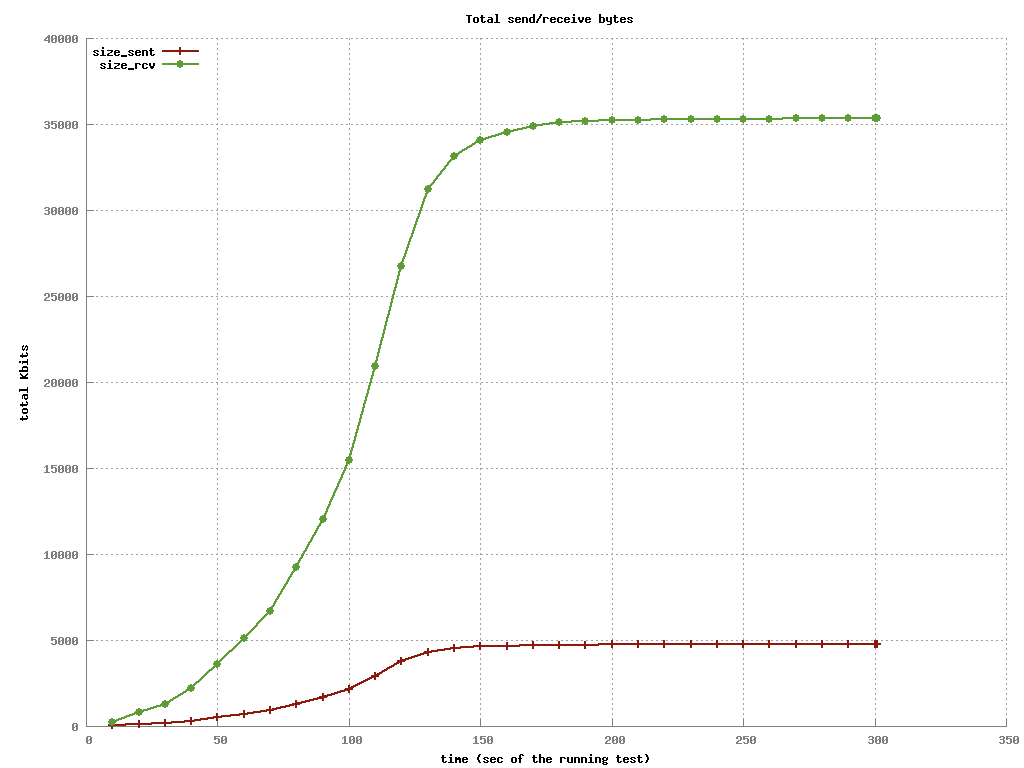 Total send/receive bytes
40000
size_sent
size_rcv
35000
30000
25000
total Kbits
20000
15000
10000
5000
0
0 50 100 150 200 250 300 350
time (sec of the running test)